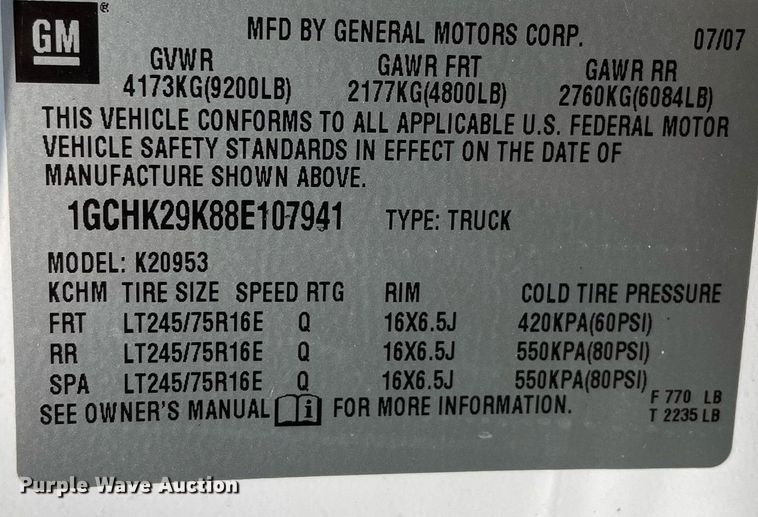 GM ®
MFD BY GENERAL MOTORS CORP. 07/07
GVWR GAWR FRT GAWR RR
4173KG(9200LB) 2177KG(4800LB) 2760KG(6084LB)
THIS VEHICLE CONFORMS TO ALL APPLICABLE U.S. FEDERAL MOTOR
VEHICLE SAFETY STANDARDS IN EFFECT ON THE DATE OF
MANUFACTURE SHOWN ABOVE.
1GCHK29K88E107941 TYPE: TRUCK
MODEL: K20953
KCHM TIRE SIZE SPEED RTG RIM COLD TIRE PRESSURE
FRT LT245/75R16E Q 16X6.5J 420KPA(60PSI)
RR LT245/75R16E Q 16X6.5J 550KPA(80PSI)
SPA LT245/75R16E Q 16X6.5J 550KPA(80PSI)
SEE OWNER'S MANUAL i FOR MORE INFORMATION.
F 770 LB
T 2235 LB
Purple Wave Auction